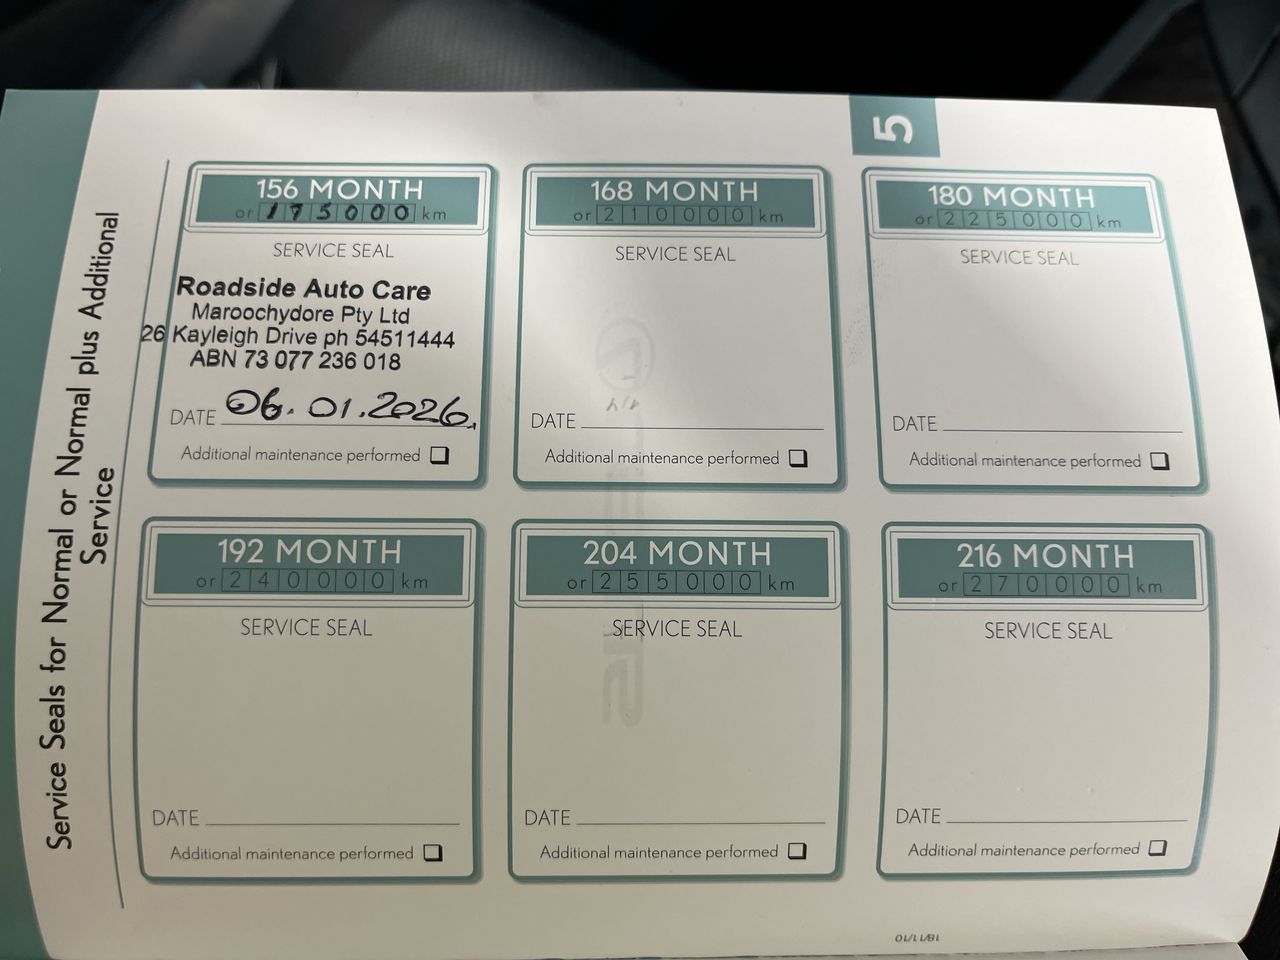 5
Service Seals for Normal or Normal plus Additional
Service
156 MONTH
or 175000 km
SERVICE SEAL
Roadside Auto Care
Maroochydore Pty Ltd
26 Kayleigh Drive ph 54511444
ABN 73 077 236 018
DATE 06.01.2026.
Additional maintenance performed
168 MONTH
or 210000 km
SERVICE SEAL
DATE
Additional maintenance performed
180 MONTH
or 225000 km
SERVICE SEAL
DATE
Additional maintenance performed
192 MONTH
or 240000 km
SERVICE SEAL
DATE
Additional maintenance performed
204 MONTH
or 255000 km
SERVICE SEAL
DATE
Additional maintenance performed
216 MONTH
or 270000 km
SERVICE SEAL
DATE
Additional maintenance performed